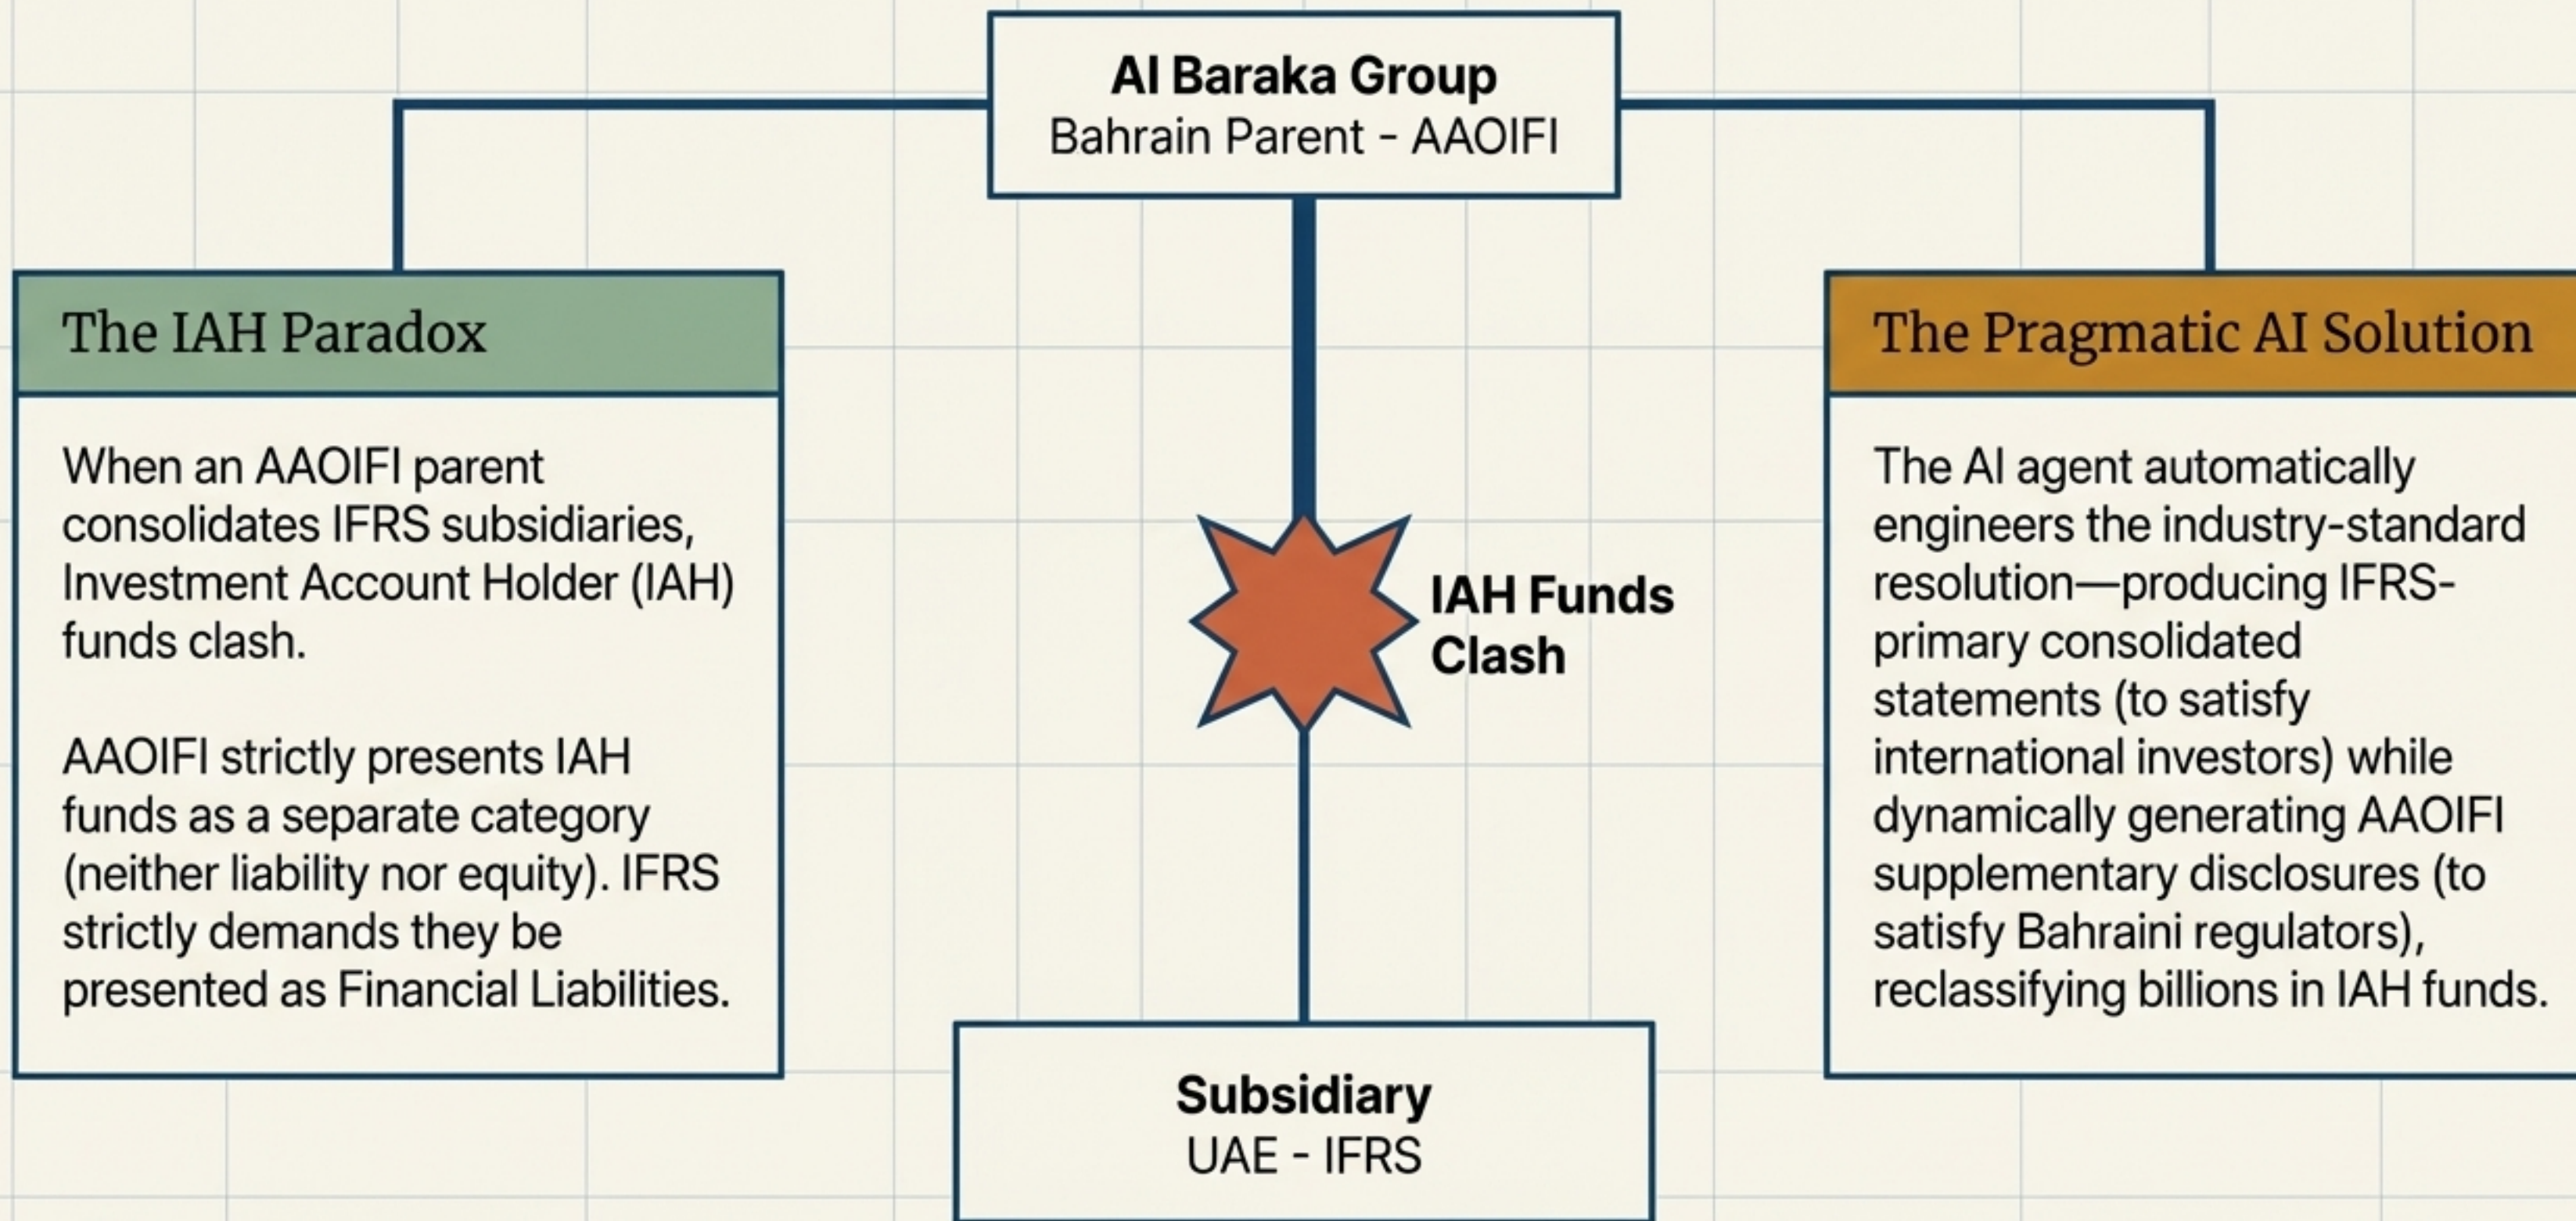 Al Baraka Group
Bahrain Parent - AAOIFI
The IAH Paradox
When an AAOIFI parent
consolidates IFRS subsidiaries,
Investment Account Holder (IAH)
funds clash.
AAOIFI strictly presents IAH
funds as a separate category
(neither liability nor equity). IFRS
strictly demands they be
presented as Financial Liabilities.
IAH Funds
Clash
Subsidiary
UAE - IFRS
The Pragmatic AI Solution
The AI agent automatically
engineers the industry-standard
resolution—producing IFRS-
primary consolidated
statements (to satisfy
international investors) while
dynamically generating AAOIFI
supplementary disclosures (to
satisfy Bahraini regulators),
reclassifying billions in IAH funds.